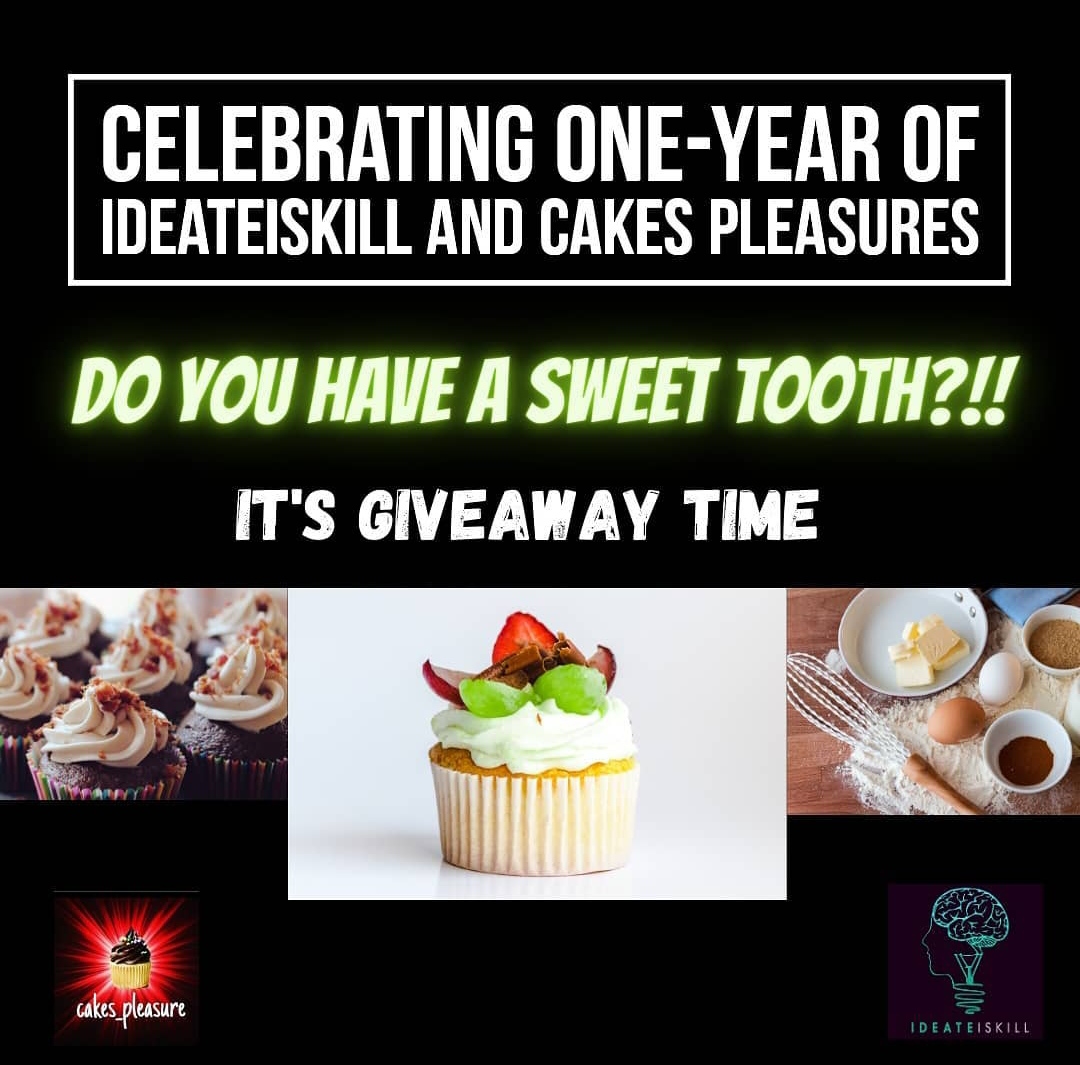 CELEBRATING ONE-YEAR OF
IDEATEISKILL AND CAKES PLEASURES
DO YOU HAVE A SWEET TOOTH?!!
IT'S GIVEAWAY TIME
cakes_pleasure
IDEATEISKILL